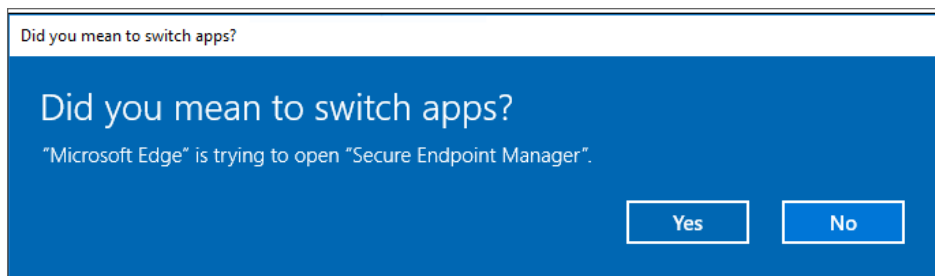 Did you mean to switch apps?
Did you mean to switch apps?
“Microsoft Edge” is trying to open “Secure Endpoint Manager”.
Yes No